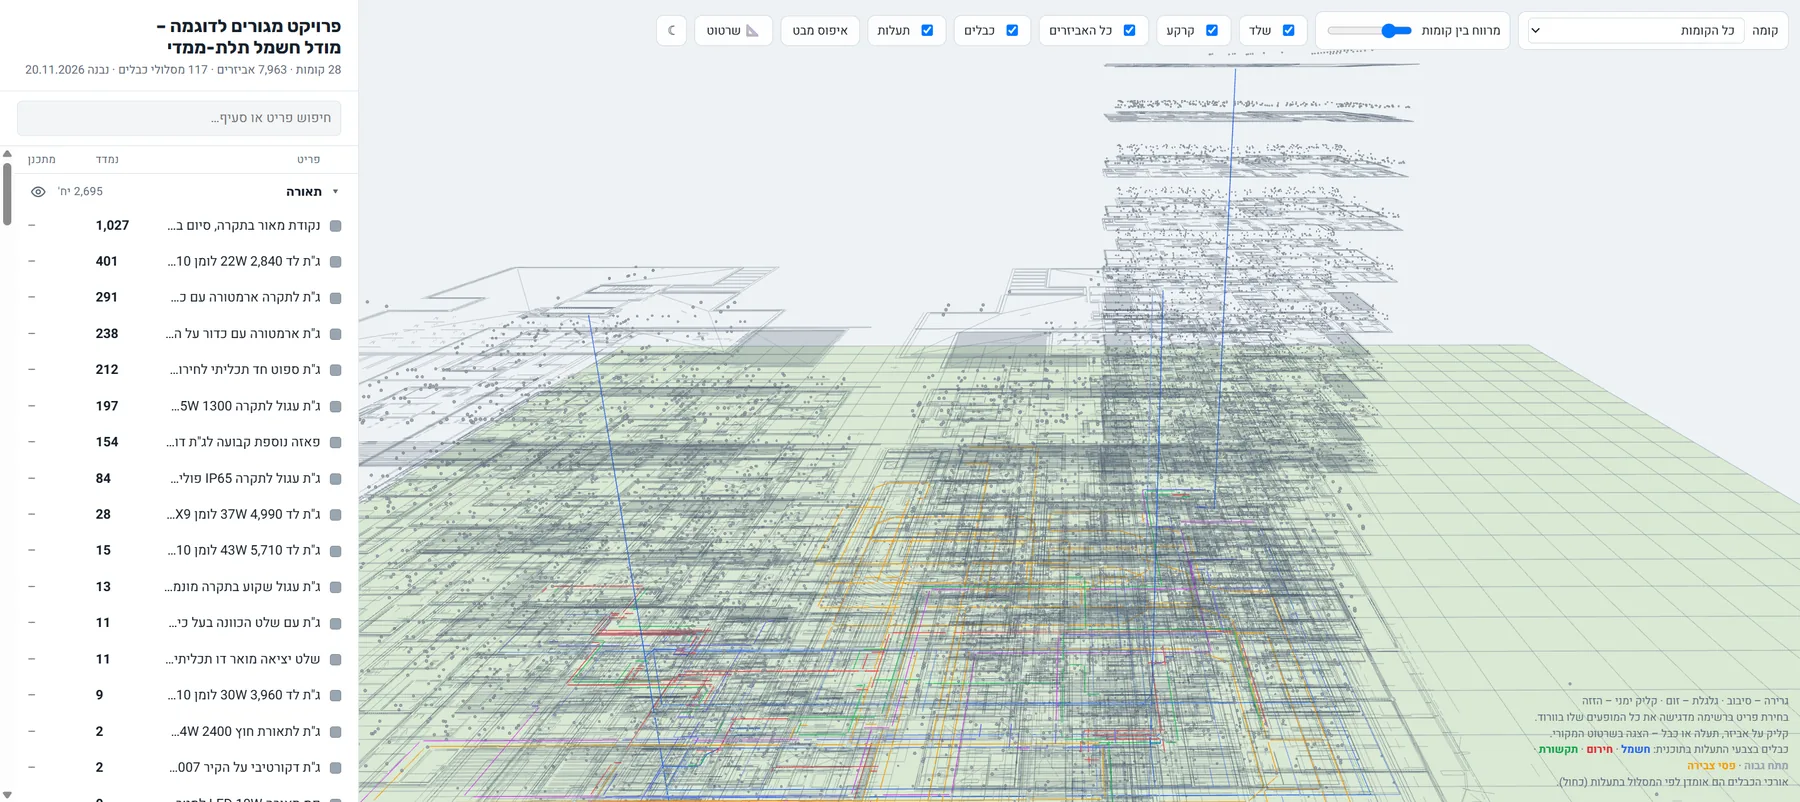 פרויקט מגורים לדוגמה –
מודל חשמל תלת-ממדי
28 קומות · 7,963 אביזרים · 117 מסלולי כבלים · נבנה 20.11.2026
חיפוש פריט או סעיף...
פריט נמדד מתכנן
תאורה 2,695 יח'
נקודת מאור בתקרה, סיום ב... 1,027 –
ג"ת לד 22W 2,840 לומן 10... 401 –
ג"ת לתקרה ארמטורה עם כ... 291 –
ג"ת ארמטורה עם כדור על ה... 238 –
ג"ת ספוט חד תכליתי לחירו... 212 –
ג"ת עגול לתקרה 5W 1300... 197 –
פאזה נוספת קבועה לג"ת דו... 154 –
ג"ת עגול לתקרה IP65 פולי... 84 –
ג"ת לד 37W 4,990 לומן X9... 28 –
ג"ת לד 43W 5,710 לומן 10... 15 –
ג"ת עגול שקוע בתקרה מונמ... 13 –
ג"ת עם שלט הכוונה בעל כי... 11 –
שלט יציאה מואר דו תכליתי... 11 –
ג"ת לד 30W 3,960 לומן 10... 9 –
ג"ת לתאורת חוץ 4W 2400... 2 –
ג"ת דקורטיבי על הקיר 007... 2 –
קומה כל הקומות
מרווח בין קומות
שלד
קרקע
כל האביזרים
כבלים
תעלות
איפוס מבט
שרטוט
גרירה – סיבוב · גלגלת – זום · קליק ימני – הזזה
בחירת פריט ברשימה מדגישה את כל המופעים שלו בוורוד.
קליק על אביזר, תעלה או כבל – הצגה בשרטוט המקורי.
כבלים בצבעי התעלות בתוכנית: חשמל · חירום · תקשורת ·
מתח גבוה · פסי צבירה
אורכי הכבלים הם אומדן לפי המסלול בתעלות (כחול).